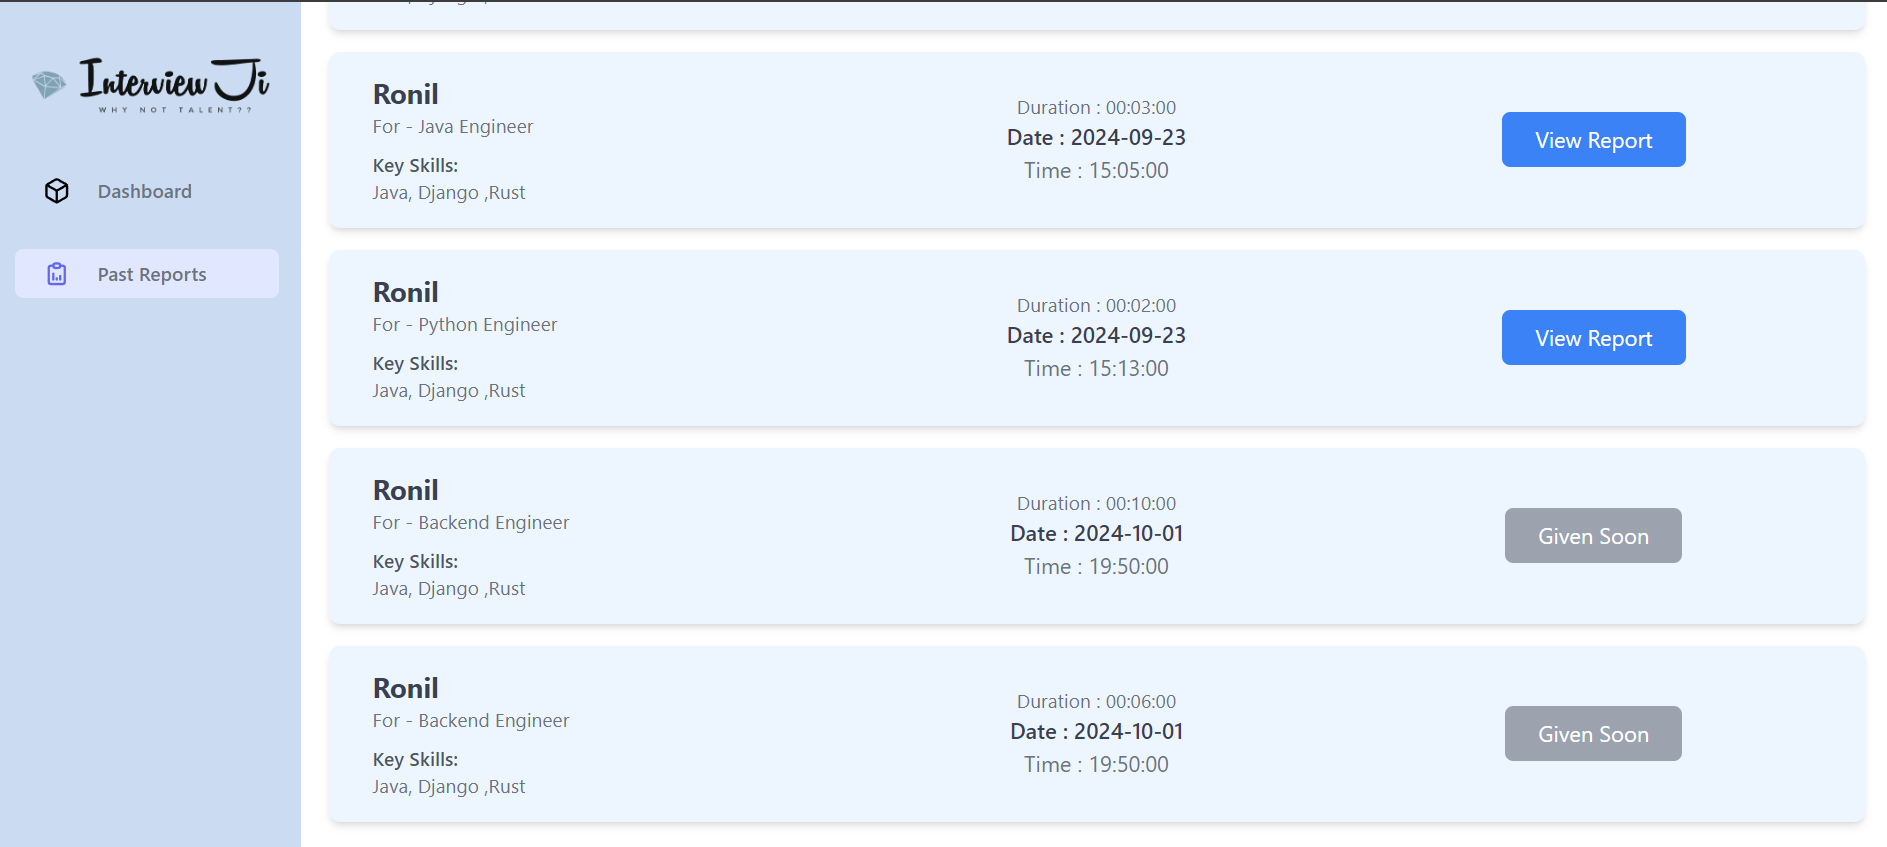 Interview Ji
WHY NOT TALENT??
Dashboard
Past Reports
Ronil
For - Java Engineer
Key Skills:
Java, Django ,Rust
Duration : 00:03:00
Date : 2024-09-23
Time : 15:05:00
View Report
Ronil
For - Python Engineer
Key Skills:
Java, Django ,Rust
Duration : 00:02:00
Date : 2024-09-23
Time : 15:13:00
View Report
Ronil
For - Backend Engineer
Key Skills:
Java, Django ,Rust
Duration : 00:10:00
Date : 2024-10-01
Time : 19:50:00
Given Soon
Ronil
For - Backend Engineer
Key Skills:
Java, Django ,Rust
Duration : 00:06:00
Date : 2024-10-01
Time : 19:50:00
Given Soon